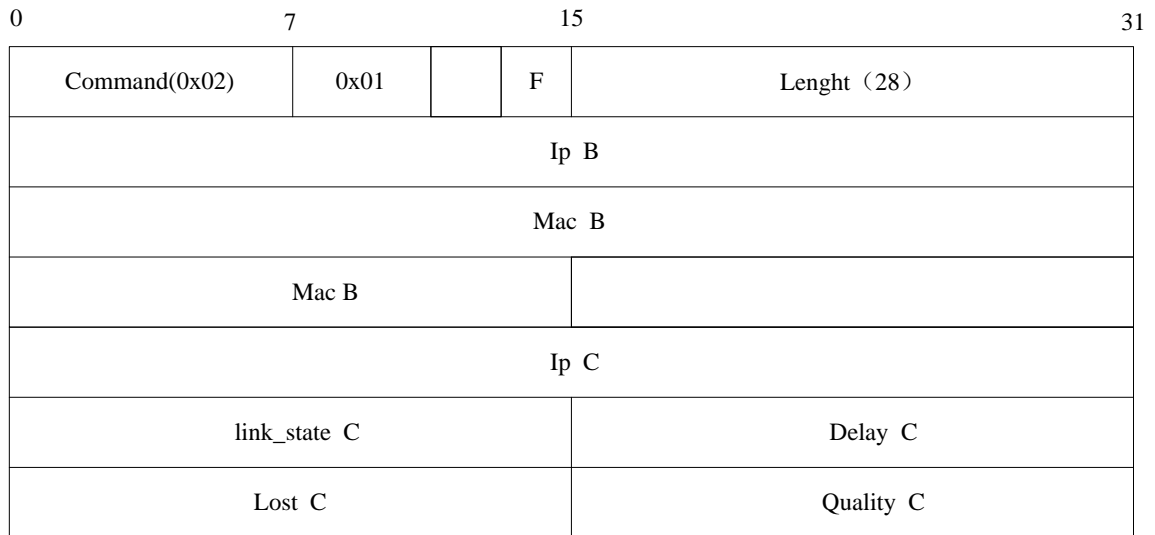 0 7 15 31
Command(0x02) 0x01 F Lenght（28）
Ip B
Mac B
Mac B
Ip C
link_state C Delay C
Lost C Quality C